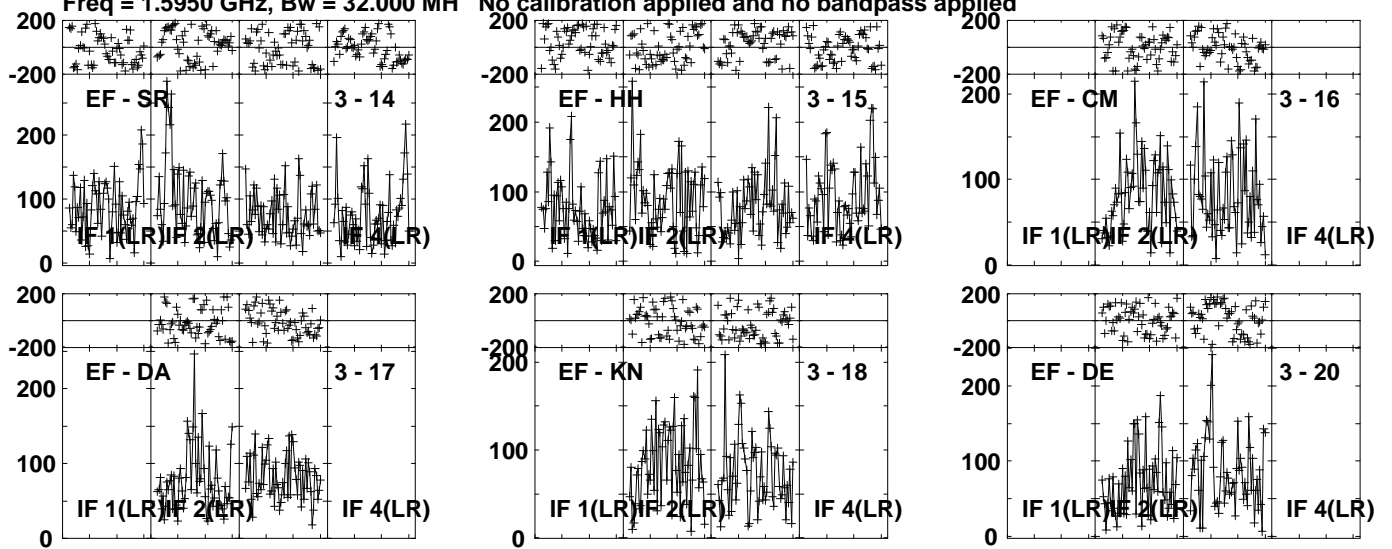 Freq = 1.5950 GHz, Bw = 32.000 MH No calibration applied and no bandpass applied
200
-200
EF - SR
3 - 14
200
100
IF 1(LR) IF 2(LR) IF 4(LR)
0
200
-200
EF - HH
3 - 15
200
100
IF 1(LR) IF 2(LR) IF 4(LR)
0
200
-200
200
EF - CM
3 - 16
100
IF 1(LR) IF 2(LR) IF 4(LR)
0
200
-200
EF - DA
3 - 17
200
100
IF 1(LR) IF 2(LR) IF 4(LR)
0
200
-200
200
EF - KN
3 - 18
100
IF 1(LR) IF 2(LR) IF 4(LR)
0
200
-200
EF - DE
3 - 20
200
100
IF 1(LR) IF 2(LR) IF 4(LR)
0